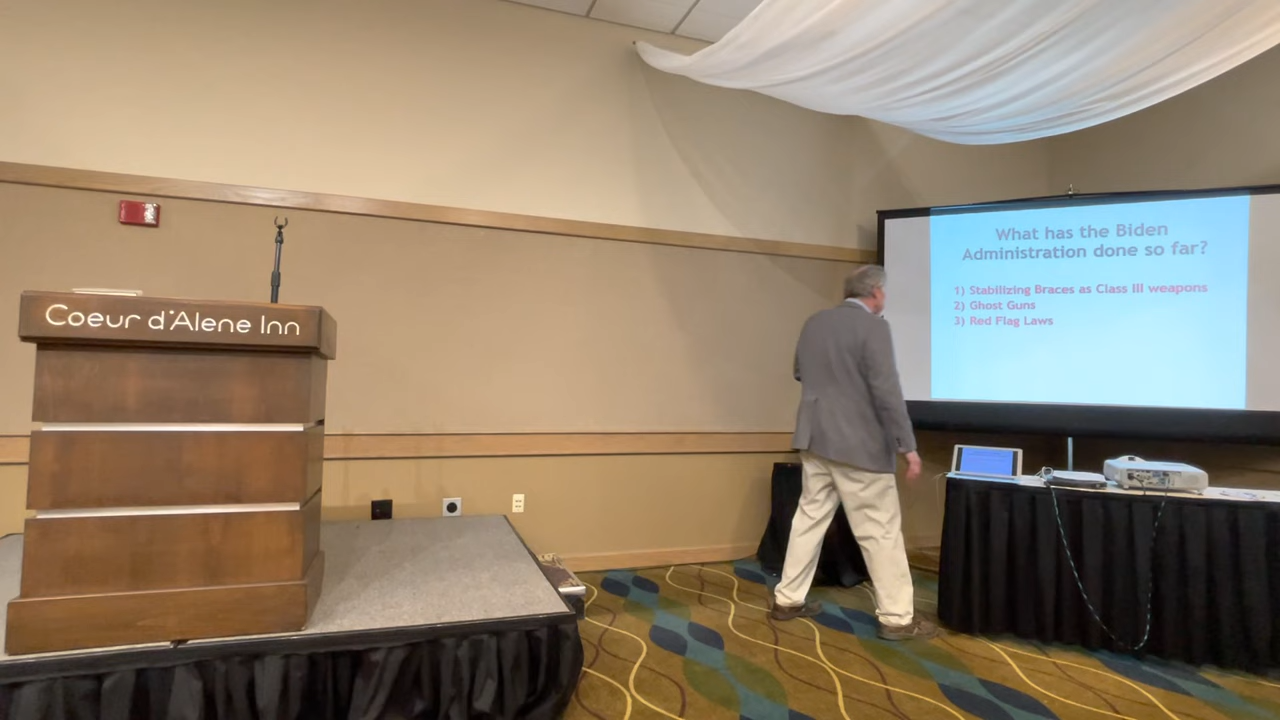 Coeur d'Alene Inn
What has the Biden
Administration done so far?
1) Stabilizing Braces as Class III weapons
2) Ghost Guns
3) Red Flag Laws